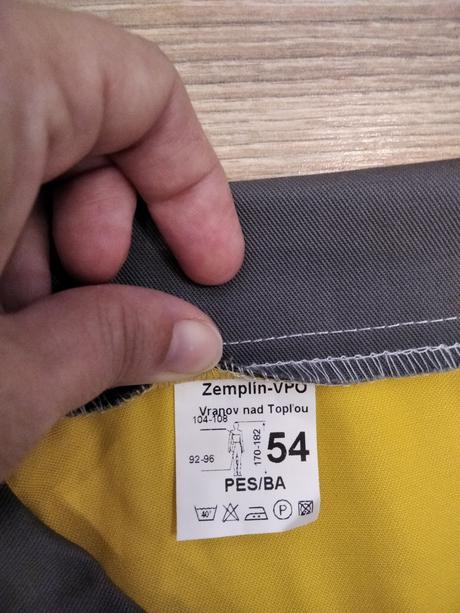 Zemplín-VPO
Vranov nad Topľou
104-108
92-96
170-182
54
PES/BA
40°
P